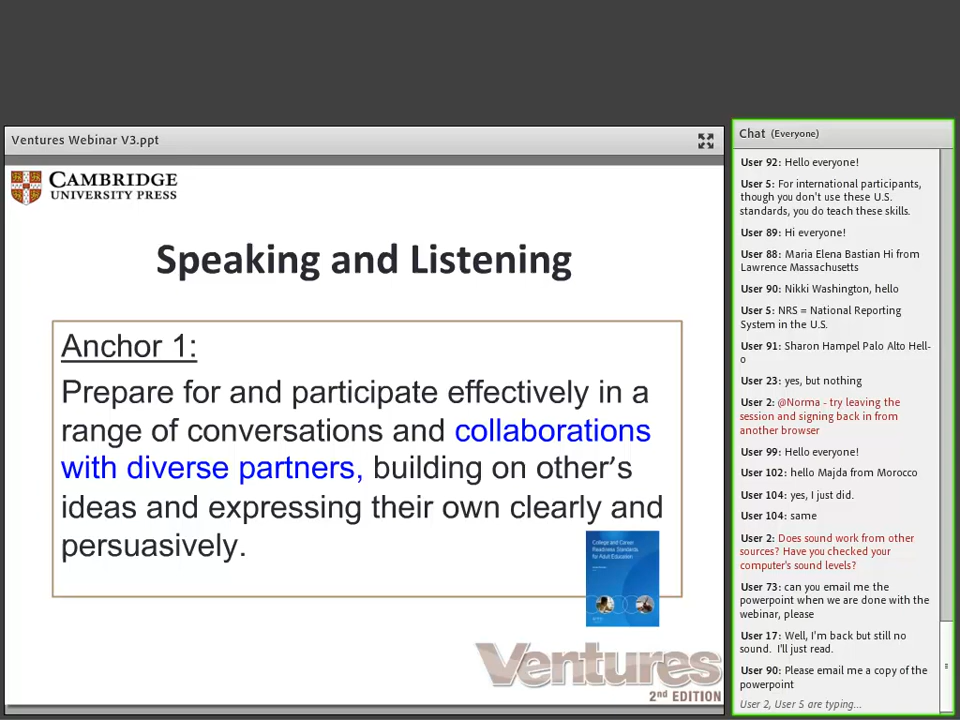 Ventures Webinar V3.ppt
CAMBRIDGE
UNIVERSITY PRESS
Speaking and Listening
Anchor 1:
Prepare for and participate effectively in a
range of conversations and collaborations
with diverse partners, building on other's
ideas and expressing their own clearly and
persuasively.
College and Career
Readiness Standards
for Adult Education
Ventures
2nd EDITION
Chat (Everyone)
User 92: Hello everyone!
User 5: For international participants,
though you don't use these U.S.
standards, you do teach these skills.
User 89: Hi everyone!
User 88: Maria Elena Bastian Hi from
Lawrence Massachusetts
User 90: Nikki Washington, hello
User 5: NRS = National Reporting
System in the U.S.
User 91: Sharon Hampel Palo Alto Hell-
o
User 23: yes, but nothing
User 2: @Norma - try leaving the
session and signing back in from
another browser
User 99: Hello everyone!
User 102: hello Majda from Morocco
User 104: yes, I just did.
User 104: same
User 2: Does sound work from other
sources? Have you checked your
computer's sound levels?
User 73: can you email me the
powerpoint when we are done with the
webinar, please
User 17: Well, I'm back but still no
sound. I'll just read.
User 90: Please email me a copy of the
powerpoint
User 2, User 5 are typing...